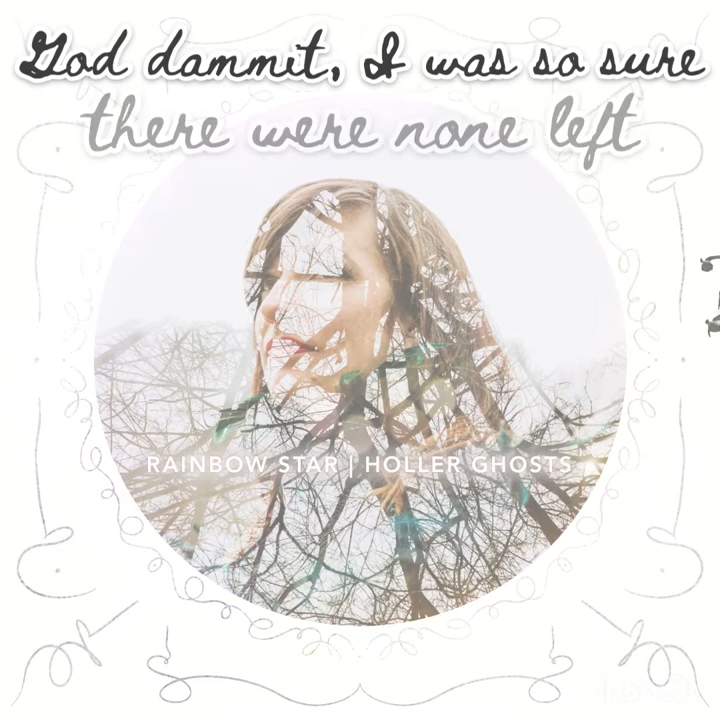 God dammit, I was so sure
there were none left
RAINBOW STAR | HOLLER GHOSTS